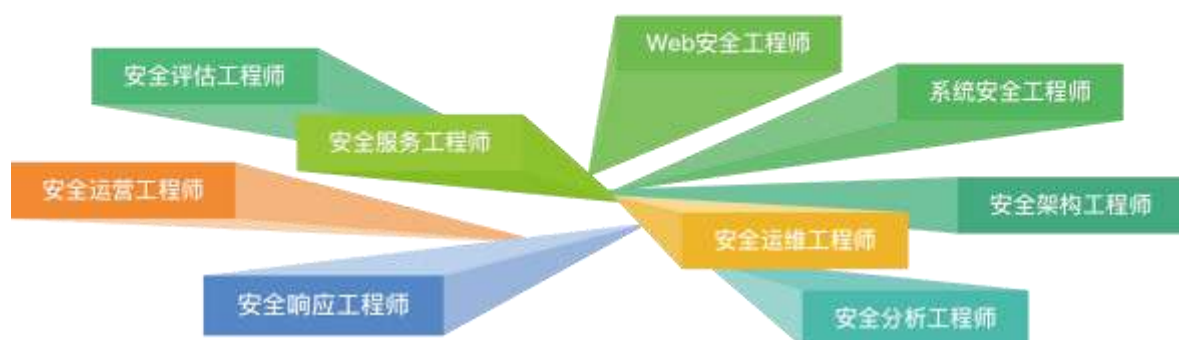 Web安全工程师
安全评估工程师
系统安全工程师
安全服务工程师
安全运营工程师
安全架构工程师
安全运维工程师
安全响应工程师
安全分析工程师